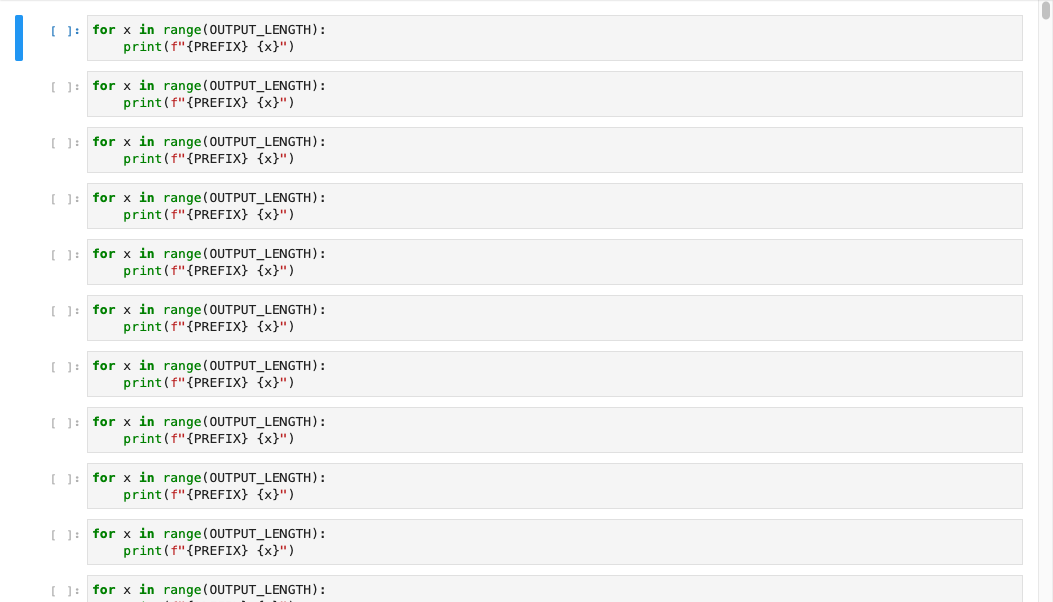 [ ]: for x in range(OUTPUT_LENGTH):
    print(f"{PREFIX} {x}")
[ ]: for x in range(OUTPUT_LENGTH):
    print(f"{PREFIX} {x}")
[ ]: for x in range(OUTPUT_LENGTH):
    print(f"{PREFIX} {x}")
[ ]: for x in range(OUTPUT_LENGTH):
    print(f"{PREFIX} {x}")
[ ]: for x in range(OUTPUT_LENGTH):
    print(f"{PREFIX} {x}")
[ ]: for x in range(OUTPUT_LENGTH):
    print(f"{PREFIX} {x}")
[ ]: for x in range(OUTPUT_LENGTH):
    print(f"{PREFIX} {x}")
[ ]: for x in range(OUTPUT_LENGTH):
    print(f"{PREFIX} {x}")
[ ]: for x in range(OUTPUT_LENGTH):
    print(f"{PREFIX} {x}")
[ ]: for x in range(OUTPUT_LENGTH):
    print(f"{PREFIX} {x}")
[ ]: for x in range(OUTPUT_LENGTH):